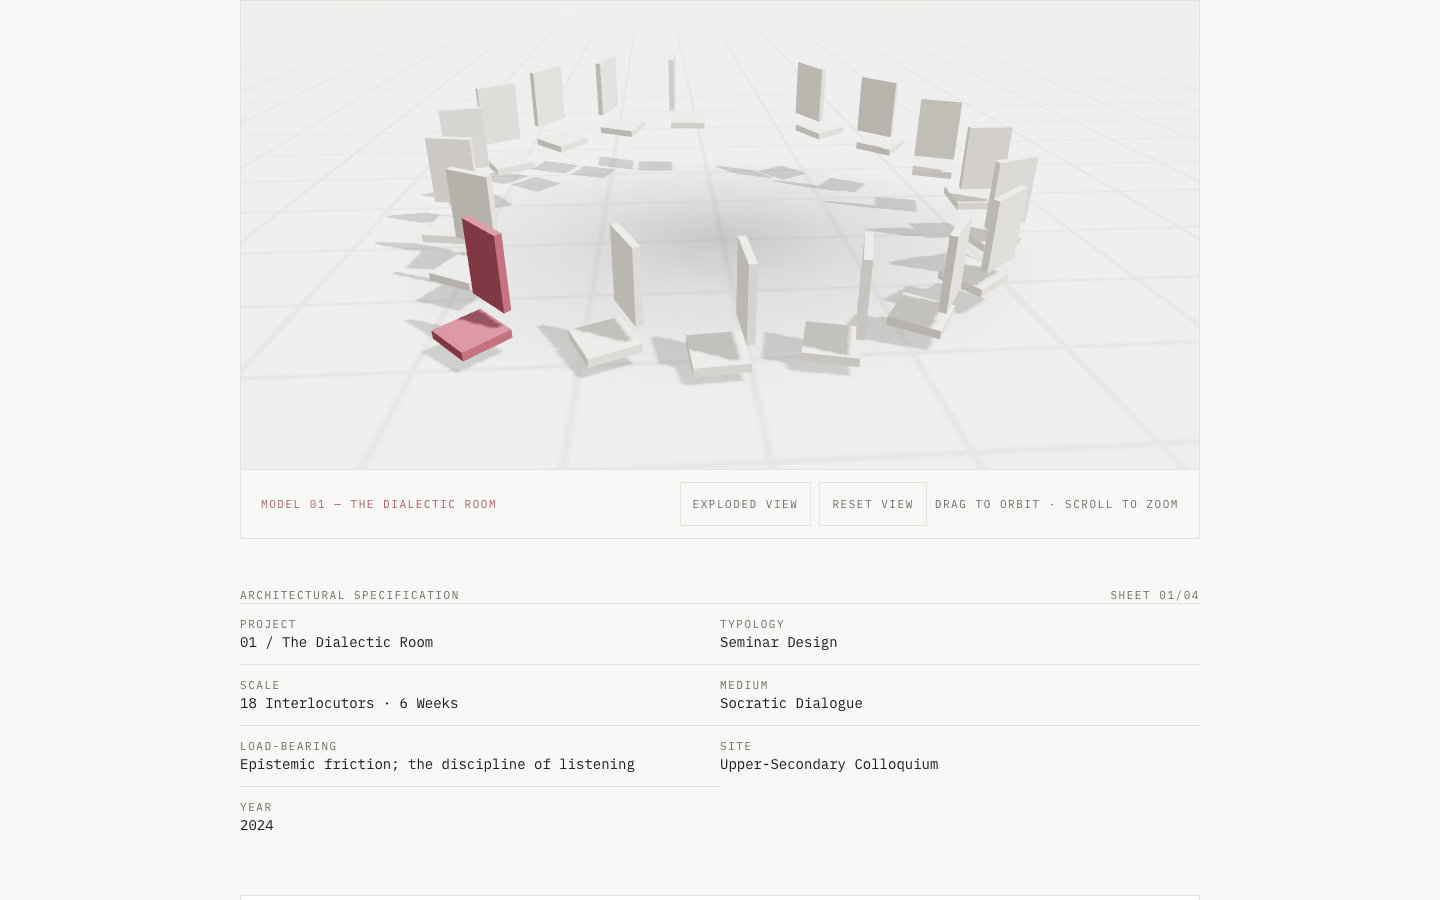 MODEL 01 — THE DIALECTIC ROOM
EXPLODED VIEW
RESET VIEW
DRAG TO ORBIT · SCROLL TO ZOOM
ARCHITECTURAL SPECIFICATION
SHEET 01/04
PROJECT
01 / The Dialectic Room
TYPOLOGY
Seminar Design
SCALE
18 Interlocutors · 6 Weeks
MEDIUM
Socratic Dialogue
LOAD-BEARING
Epistemic friction; the discipline of listening
SITE
Upper-Secondary Colloquium
YEAR
2024